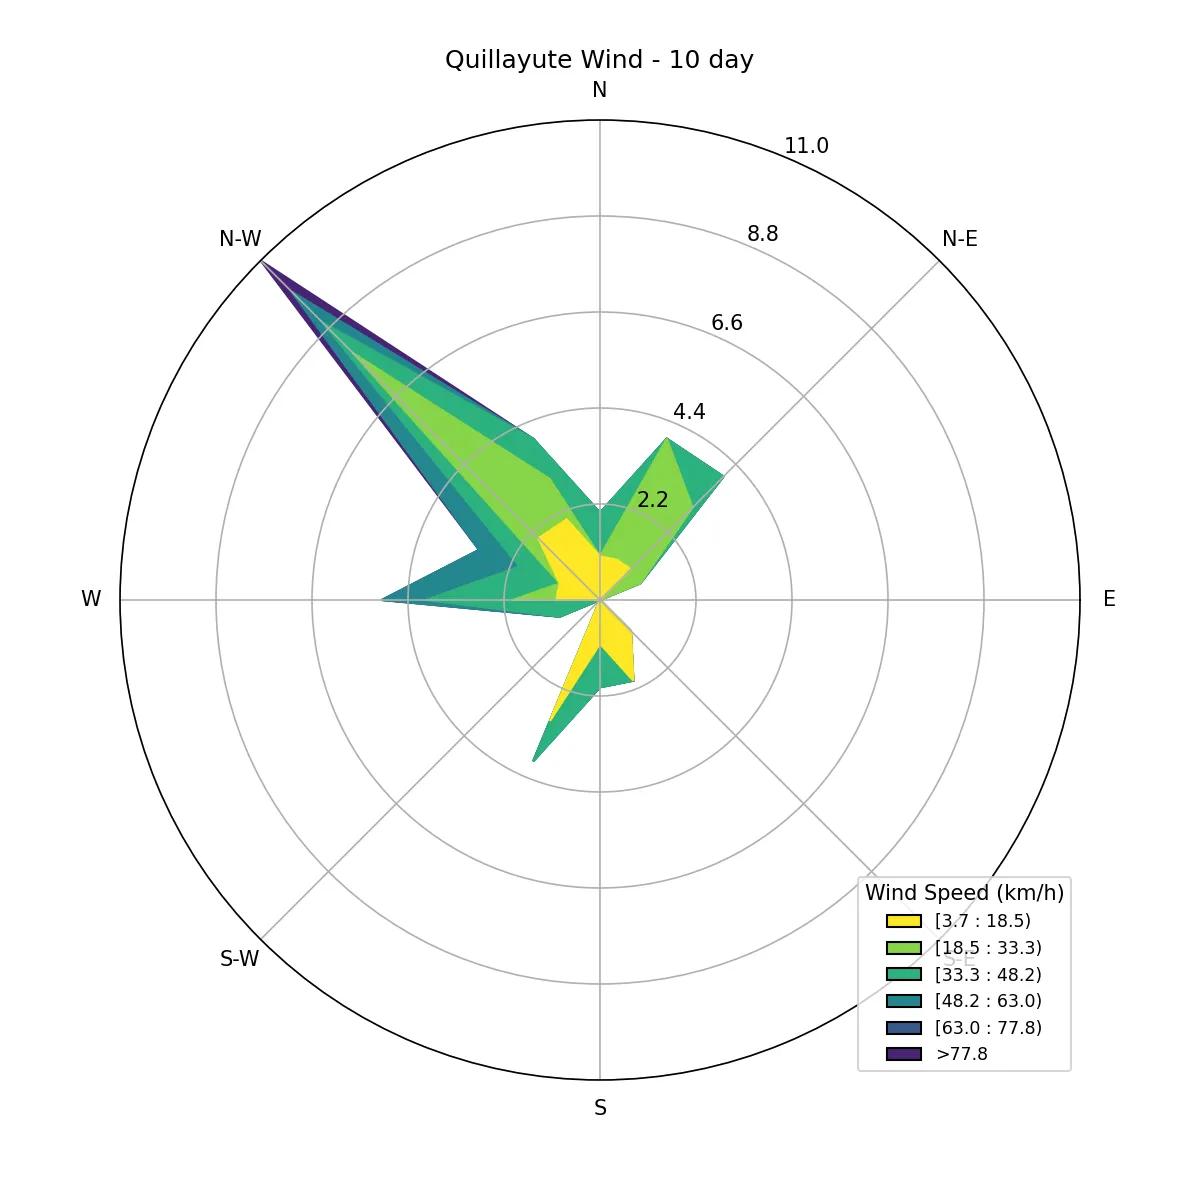 Quillayute Wind - 10 day
N
11.0
8.8
N-W
N-E
6.6
4.4
2.2
W
E
Wind Speed (km/h)
[3.7 : 18.5)
[18.5 : 33.3)
S-W
S-E
[33.3 : 48.2)
[48.2 : 63.0)
[63.0 : 77.8)
>77.8
S